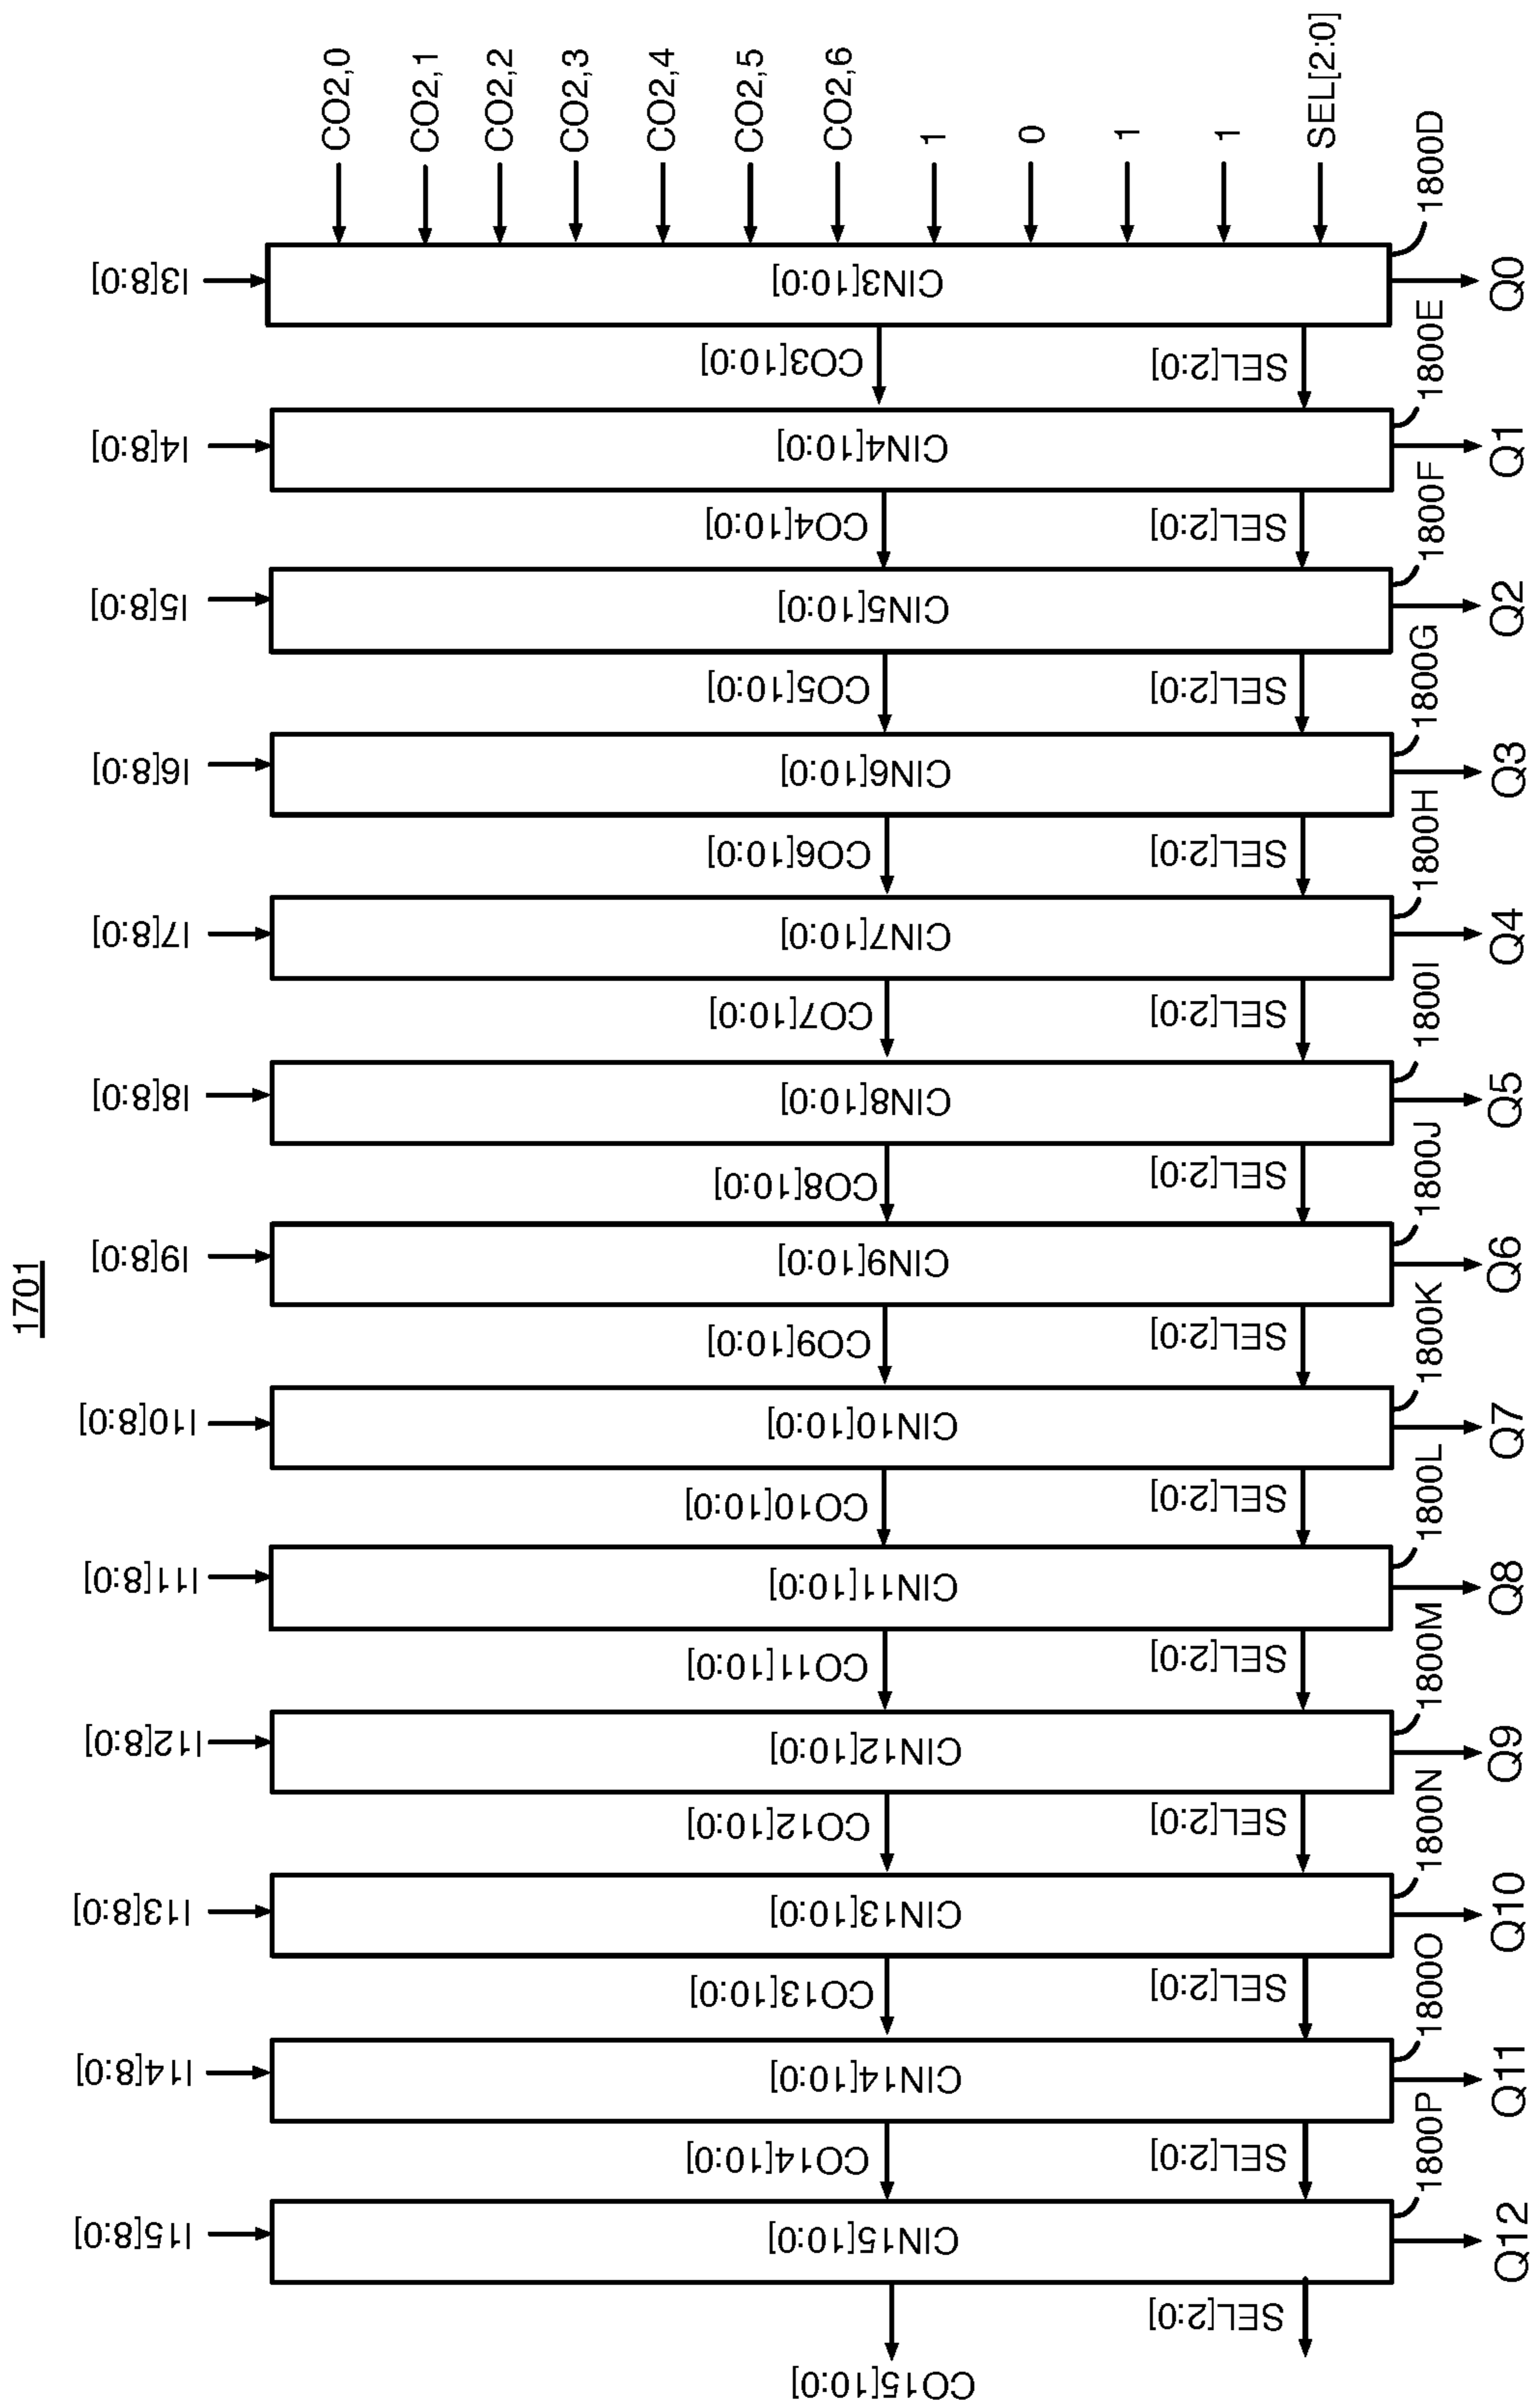 1701
CO2,0
CO2,1
CO2,2
CO2,3
CO2,4
CO2,5
CO2,6
1
0
1
1
SEL[2:0]
I3[8:0]
CIN3[10:0]
1800D
Q0
CO3[10:0]
SEL[2:0]
I4[8:0]
CIN4[10:0]
1800E
Q1
CO4[10:0]
SEL[2:0]
I5[8:0]
CIN5[10:0]
1800F
Q2
CO5[10:0]
SEL[2:0]
I6[8:0]
CIN6[10:0]
1800G
Q3
CO6[10:0]
SEL[2:0]
I7[8:0]
CIN7[10:0]
1800H
Q4
CO7[10:0]
SEL[2:0]
I8[8:0]
CIN8[10:0]
1800I
Q5
CO8[10:0]
SEL[2:0]
I9[8:0]
CIN9[10:0]
1800J
Q6
CO9[10:0]
SEL[2:0]
I10[8:0]
CIN10[10:0]
1800K
Q7
CO10[10:0]
SEL[2:0]
I11[8:0]
CIN11[10:0]
1800L
Q8
CO11[10:0]
SEL[2:0]
I12[8:0]
CIN12[10:0]
1800M
Q9
CO12[10:0]
SEL[2:0]
I13[8:0]
CIN13[10:0]
1800N
Q10
CO13[10:0]
SEL[2:0]
I14[8:0]
CIN14[10:0]
1800O
Q11
CO14[10:0]
SEL[2:0]
I15[8:0]
CIN15[10:0]
1800P
Q12
CO15[10:0]
SEL[2:0]